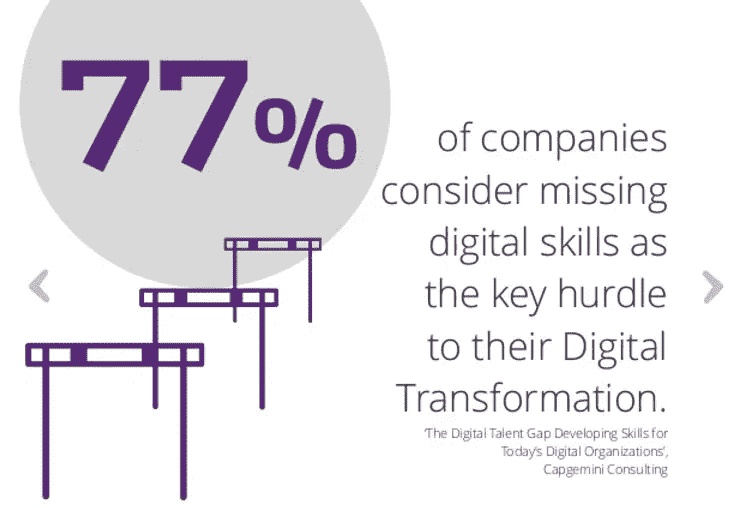 77%
of companies
consider missing
digital skills as
the key hurdle
to their Digital
Transformation.
‘The Digital Talent Gap Developing Skills for
Today’s Digital Organizations’,
Capgemini Consulting